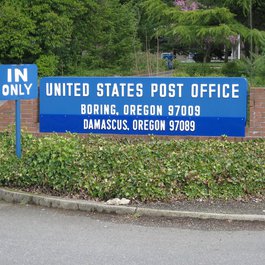 IN
ONLY
UNITED STATES POST OFFICE
BORING, OREGON 97009
DAMASCUS, OREGON 97089